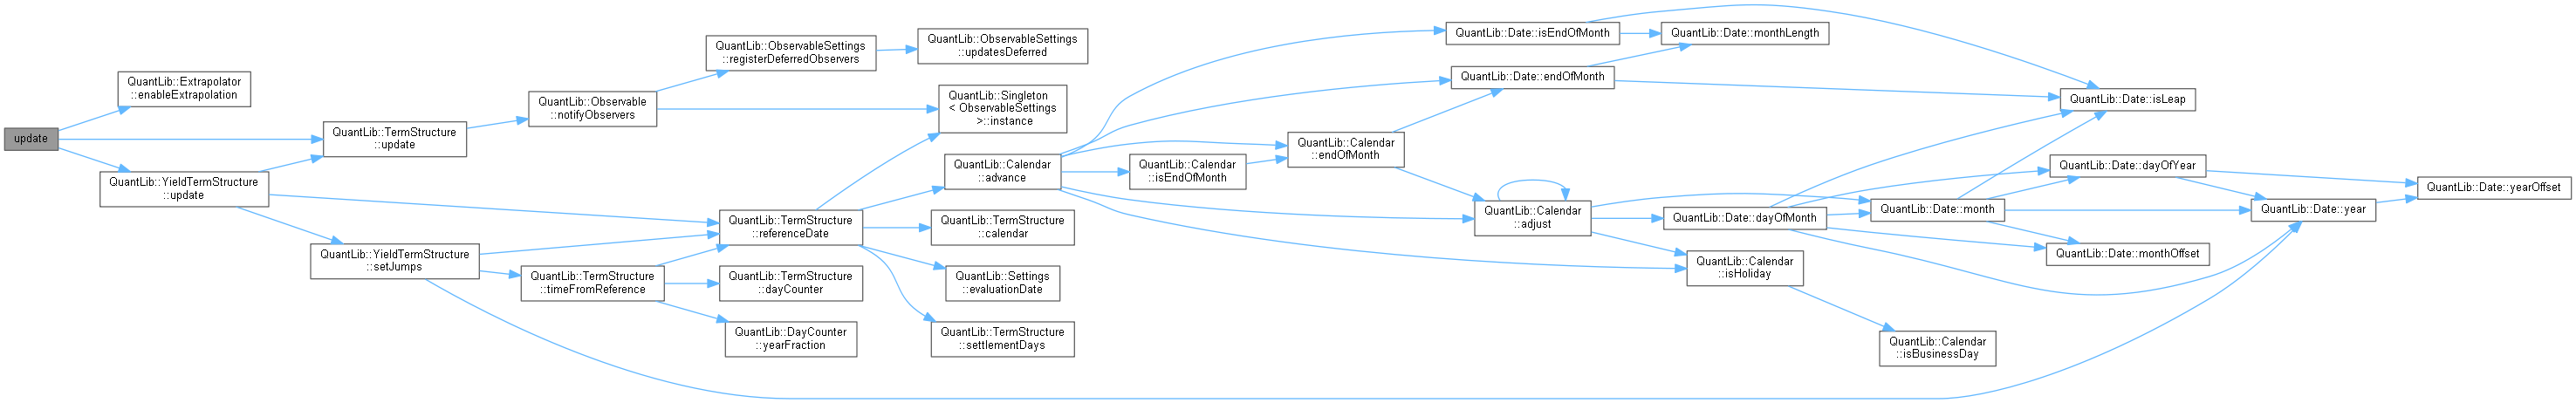 update
QuantLib::Extrapolator
::enableExtrapolation
QuantLib::TermStructure
::update
QuantLib::YieldTermStructure
::update
QuantLib::YieldTermStructure
::setJumps
QuantLib::Observable
::notifyObservers
QuantLib::TermStructure
::timeFromReference
QuantLib::ObservableSettings
::registerDeferredObservers
QuantLib::TermStructure
::referenceDate
QuantLib::TermStructure
::dayCounter
QuantLib::DayCounter
::yearFraction
QuantLib::ObservableSettings
::updatesDeferred
QuantLib::Singleton
< ObservableSettings
>::instance
QuantLib::Calendar
::advance
QuantLib::TermStructure
::calendar
QuantLib::Settings
::evaluationDate
QuantLib::TermStructure
::settlementDays
QuantLib::Calendar
::isEndOfMonth
QuantLib::Calendar
::endOfMonth
QuantLib::Date::isEndOfMonth
QuantLib::Date::endOfMonth
QuantLib::Calendar
::adjust
QuantLib::Date::monthLength
QuantLib::Date::dayOfMonth
QuantLib::Calendar
::isHoliday
QuantLib::Date::month
QuantLib::Calendar
::isBusinessDay
QuantLib::Date::isLeap
QuantLib::Date::dayOfYear
QuantLib::Date::monthOffset
QuantLib::Date::year
QuantLib::Date::yearOffset